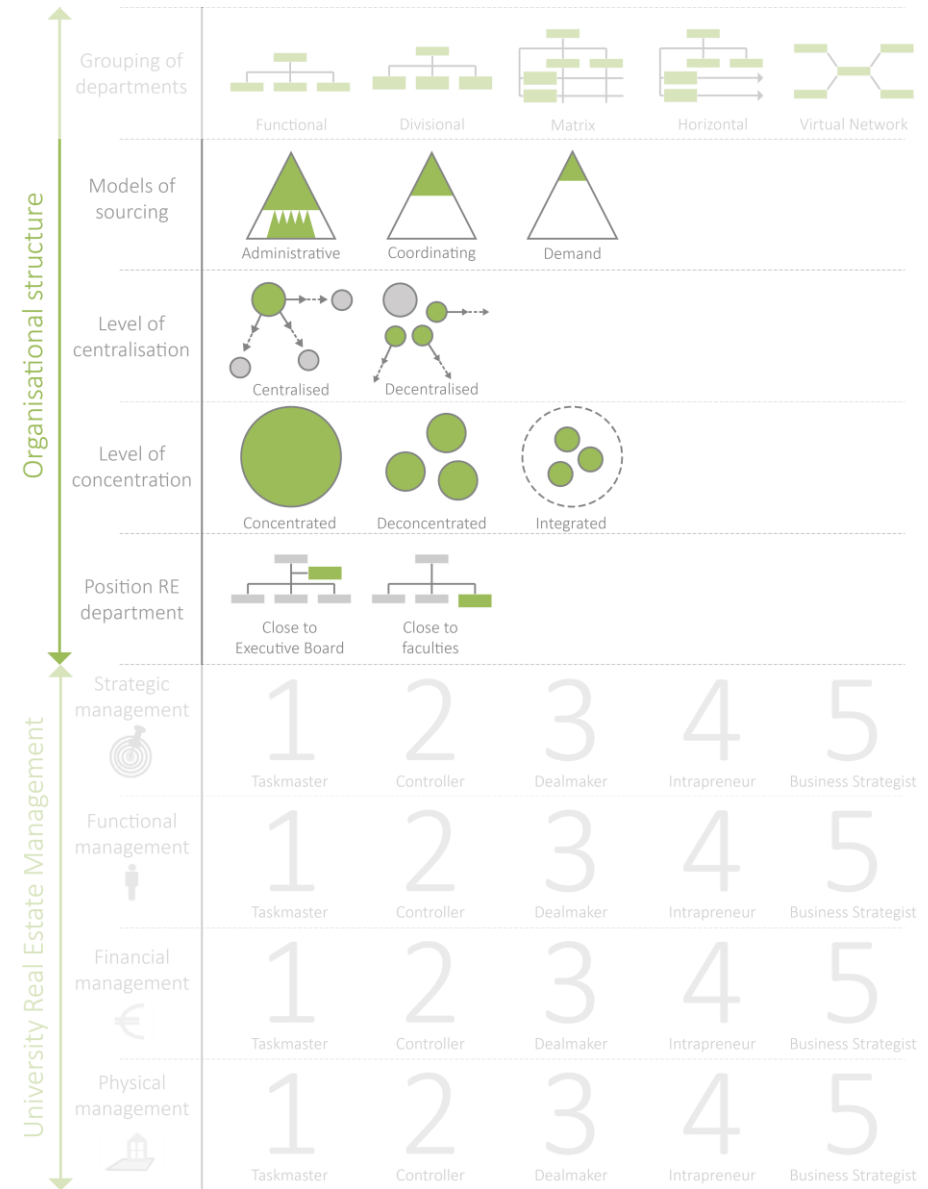 Organisational structure
Grouping of
departments
Functional
Divisional
Matrix
Horizontal
Virtual Network
Models of
sourcing
Administrative
Coordinating
Demand
Level of
centralisation
Centralised
Decentralised
Level of
concentration
Concentrated
Deconcentrated
Integrated
Position RE
department
Close to
Executive Board
Close to
faculties
University Real Estate Management
Strategic
management
1
Taskmaster
2
Controller
3
Dealmaker
4
Intrapreneur
5
Business Strategist
Functional
management
1
Taskmaster
2
Controller
3
Dealmaker
4
Intrapreneur
5
Business Strategist
Financial
management
€
1
Taskmaster
2
Controller
3
Dealmaker
4
Intrapreneur
5
Business Strategist
Physical
management
1
Taskmaster
2
Controller
3
Dealmaker
4
Intrapreneur
5
Business Strategist